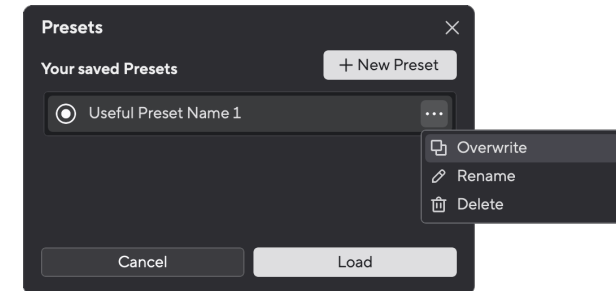 Presets
Your saved Presets
+ New Preset
Useful Preset Name 1
Overwrite
Rename
Delete
Cancel
Load